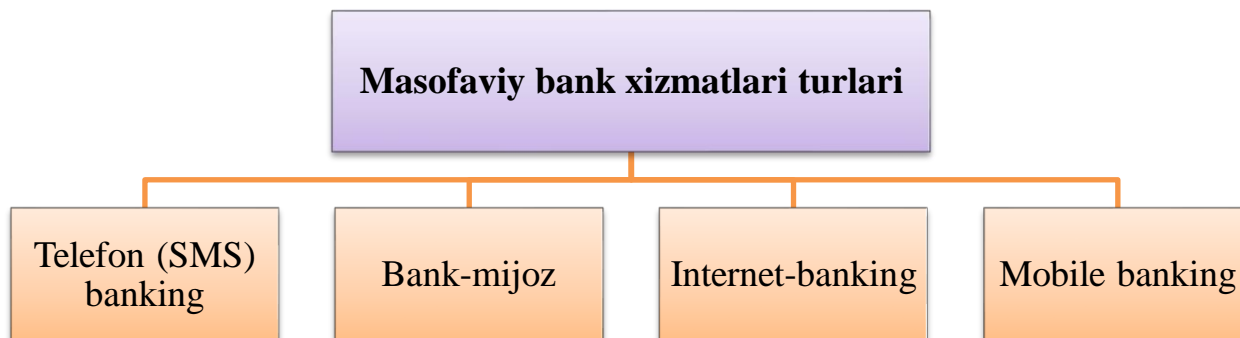 Masofaviy bank xizmatlari turlari
Telefon (SMS)
banking
Bank-mijoz
Internet-banking
Mobile banking